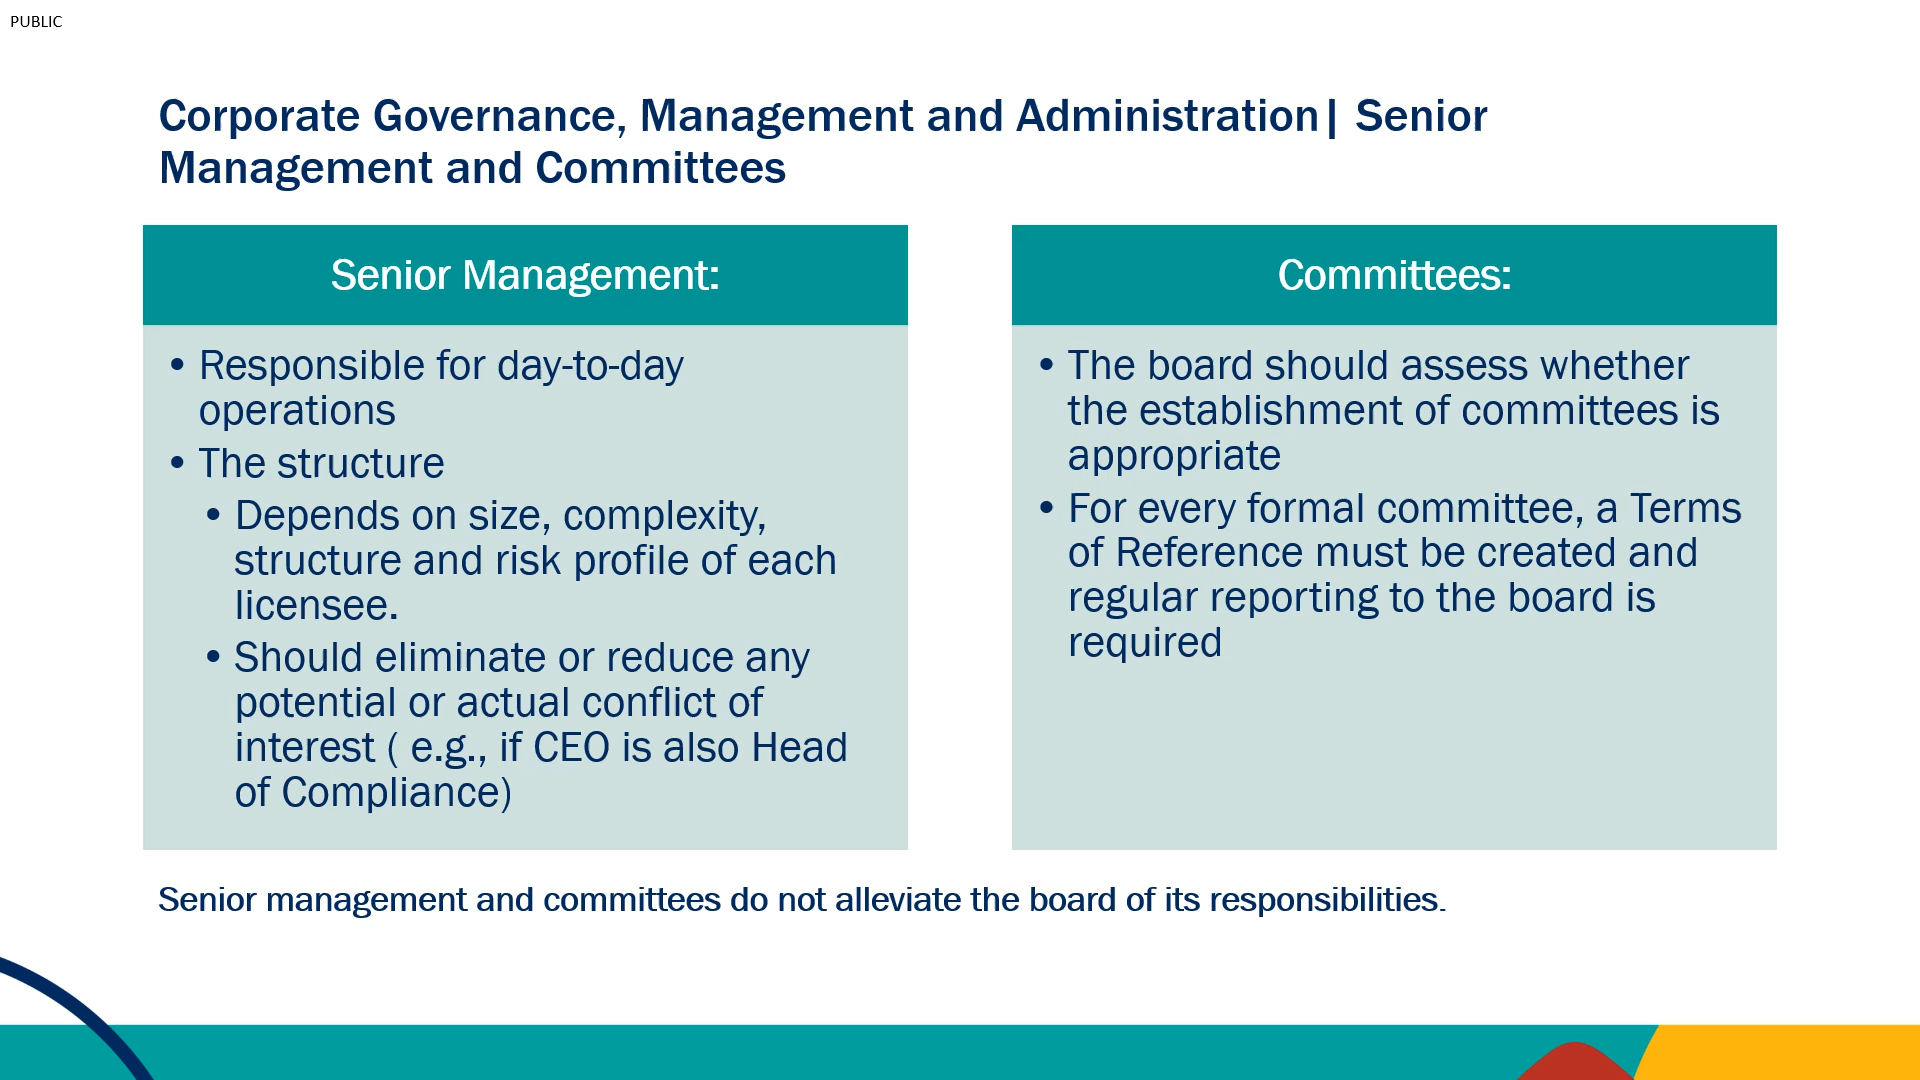 PUBLIC
Corporate Governance, Management and Administration| Senior
Management and Committees
Senior Management:
• Responsible for day-to-day
operations
• The structure
• Depends on size, complexity,
structure and risk profile of each
licensee.
• Should eliminate or reduce any
potential or actual conflict of
interest ( e.g., if CEO is also Head
of Compliance)
Committees:
• The board should assess whether
the establishment of committees is
appropriate
• For every formal committee, a Terms
of Reference must be created and
regular reporting to the board is
required
Senior management and committees do not alleviate the board of its responsibilities.